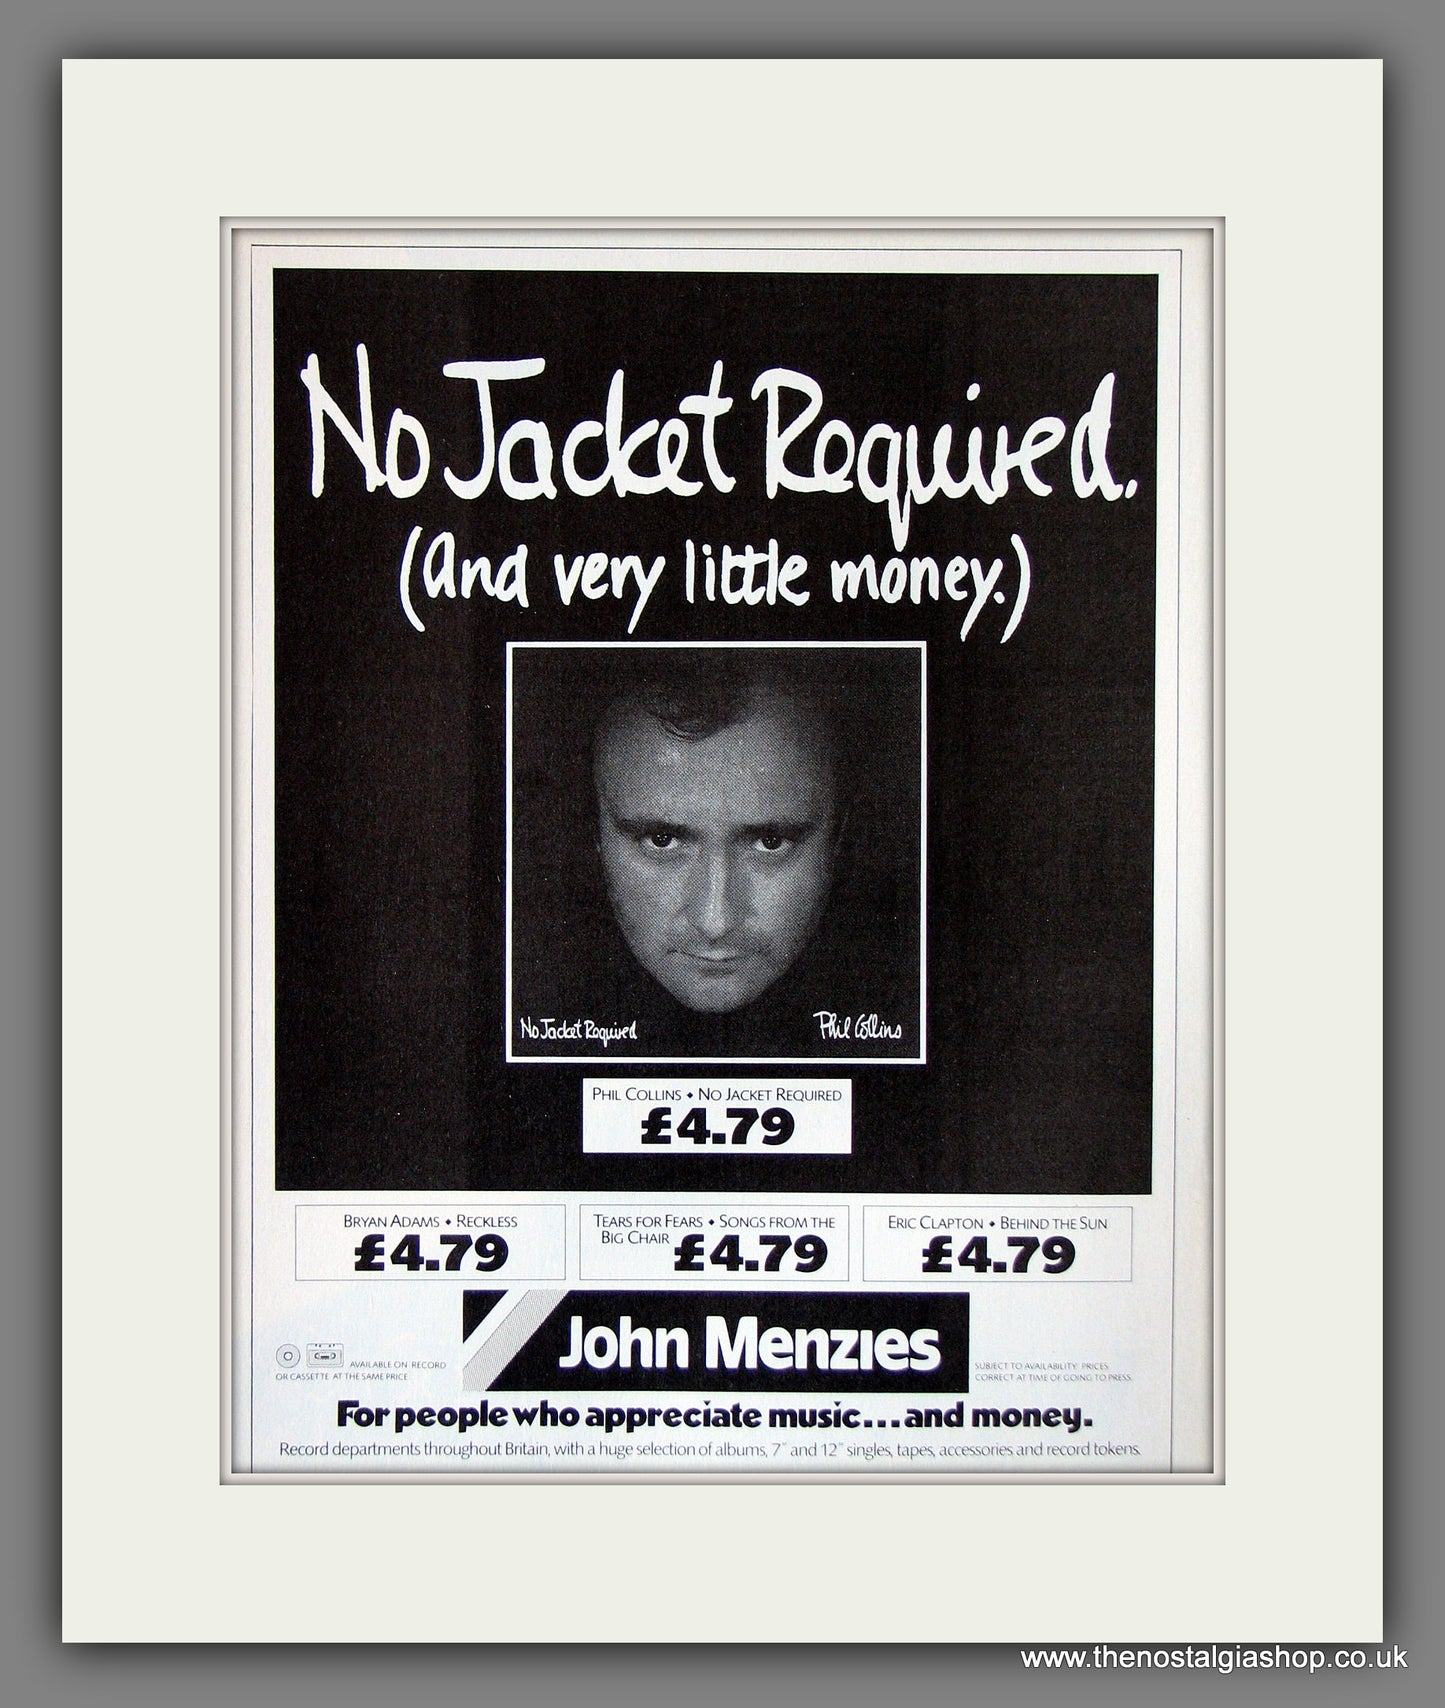 No Jacket Required.
(And very little money.)
No Jacket Required
Phil Collins
PHIL COLLINS • NO JACKET REQUIRED
£4.79
BRYAN ADAMS • RECKLESS
£4.79
TEARS FOR FEARS • SONGS FROM THE
BIG CHAIR £4.79
ERIC CLAPTON • BEHIND THE SUN
£4.79
AVAILABLE ON RECORD
OR CASSETTE AT THE SAME PRICE
John Menzies
SUBJECT TO AVAILABILITY. PRICES
CORRECT AT TIME OF GOING TO PRESS.
For people who appreciate music...and money.
Record departments throughout Britain, with a huge selection of albums, 7" and 12" singles, tapes, accessories and record tokens.
www.thenostalgiashop.co.uk